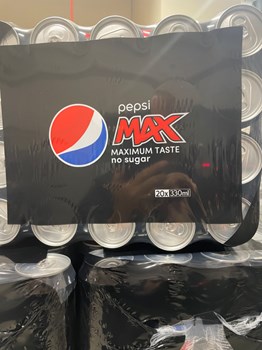 pepsi
MAX
MAXIMUM TASTE
no sugar
20x330ml